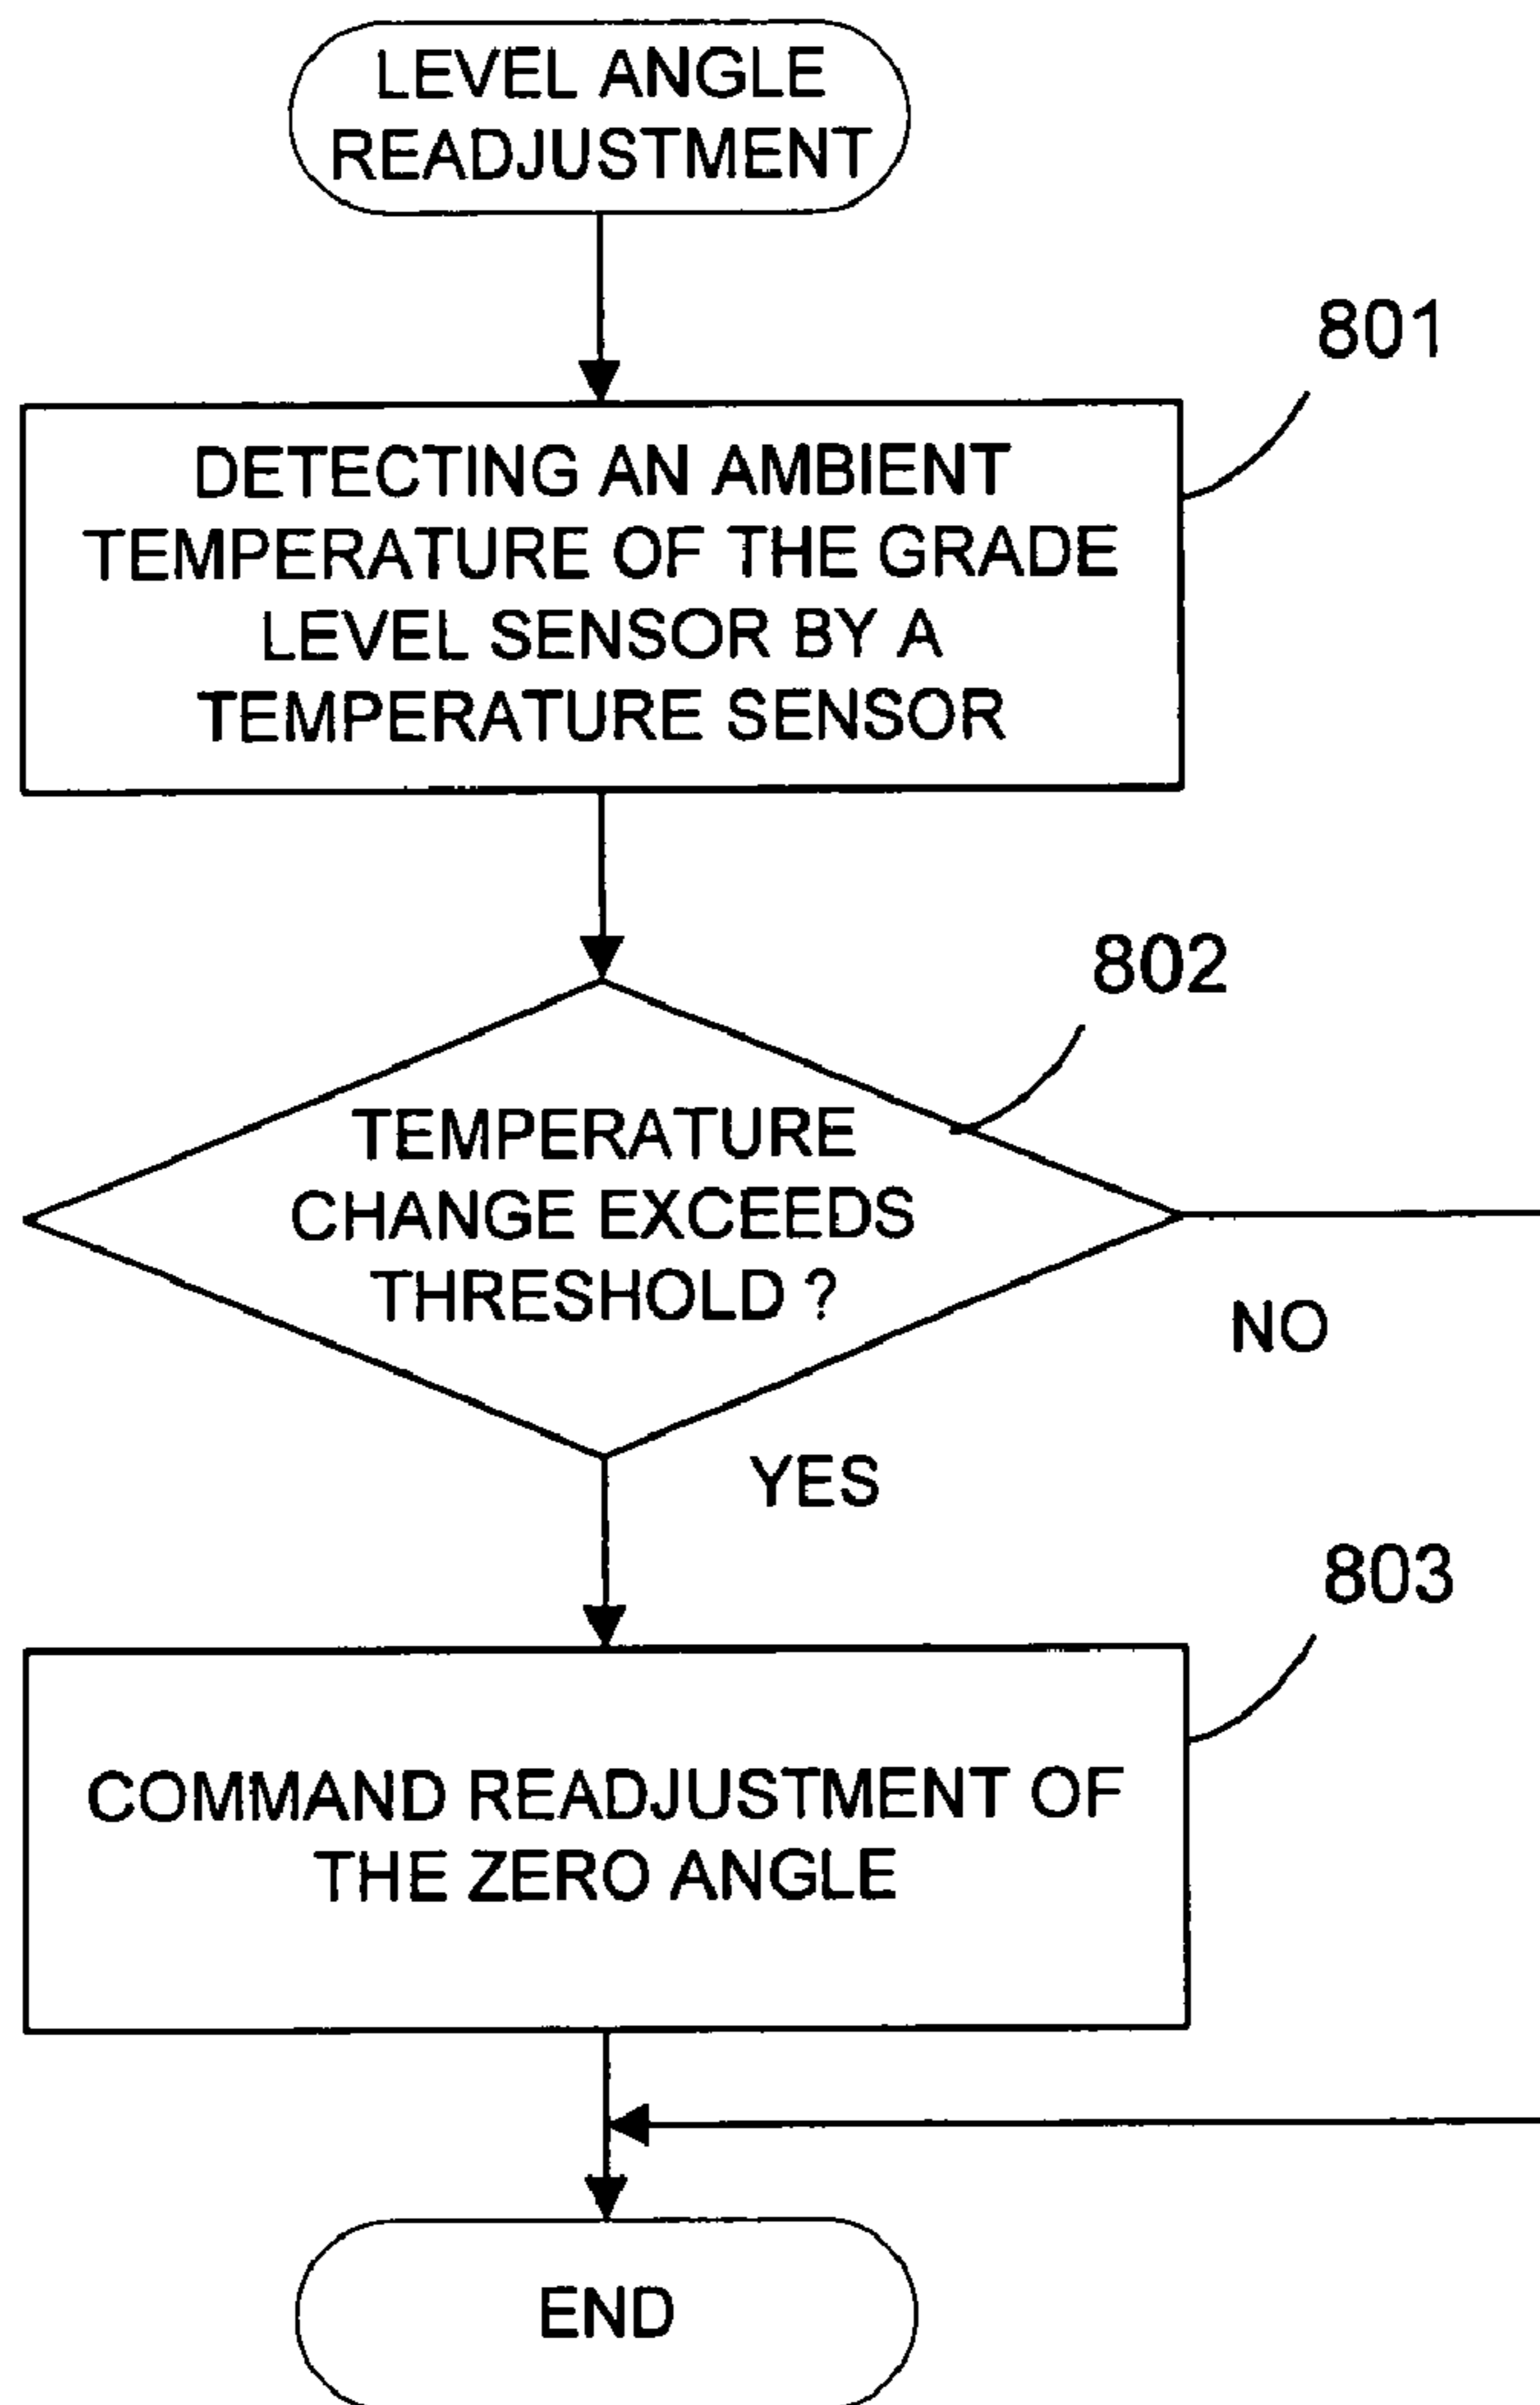 LEVEL ANGLE
READJUSTMENT
801
DETECTING AN AMBIENT
TEMPERATURE OF THE GRADE
LEVEL SENSOR BY A
TEMPERATURE SENSOR
802
TEMPERATURE
CHANGE EXCEEDS
THRESHOLD ?
NO
YES
803
COMMAND READJUSTMENT OF
THE ZERO ANGLE
END